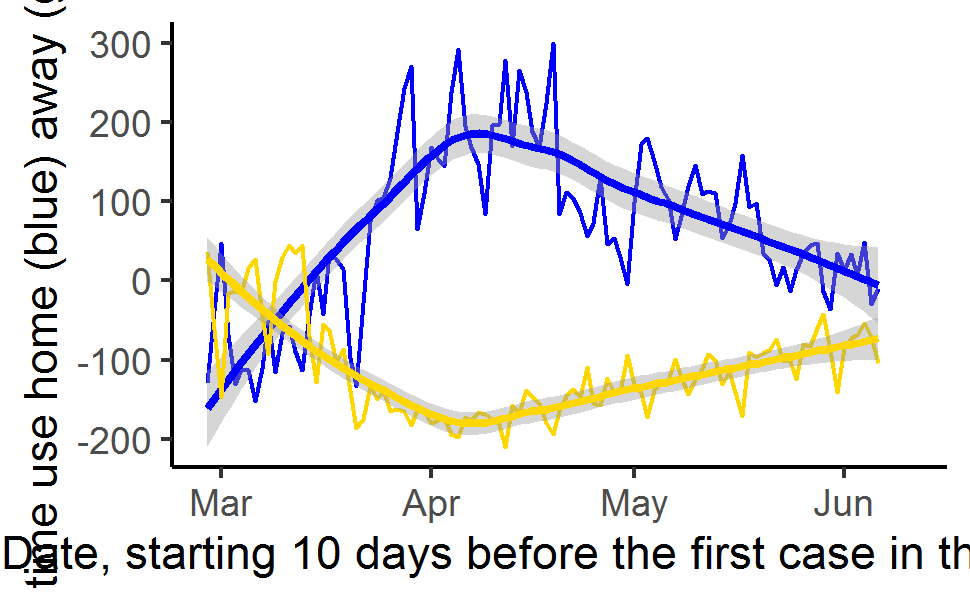 time use home (blue) away (
300
200
100
0
-100
-200
Mar Apr May Jun
Date, starting 10 days before the first case in th